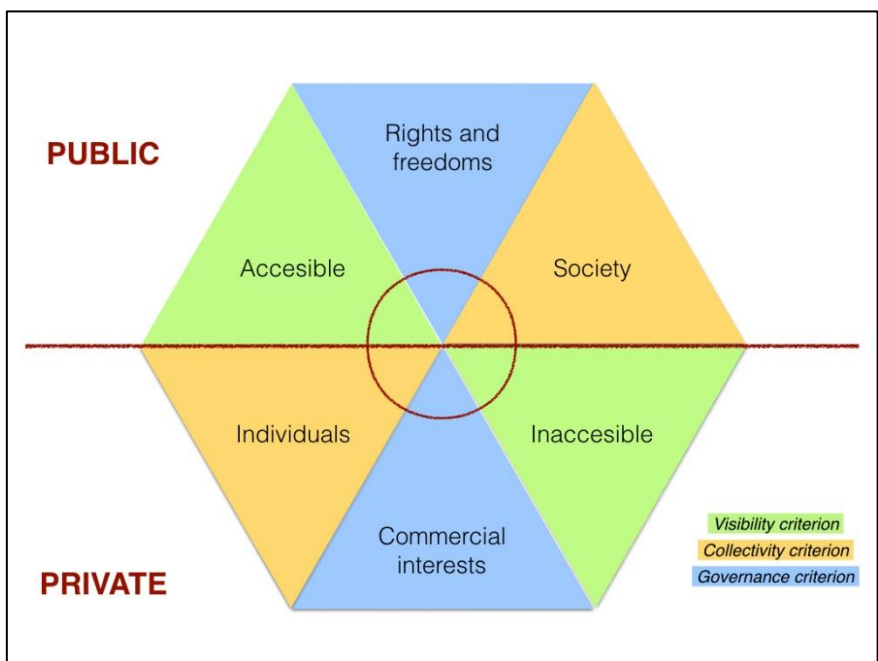 PUBLIC
Rights and
freedoms
Accesible
Society
Individuals
Inaccesible
Commercial
interests
PRIVATE
Visibility criterion
Collectivity criterion
Governance criterion